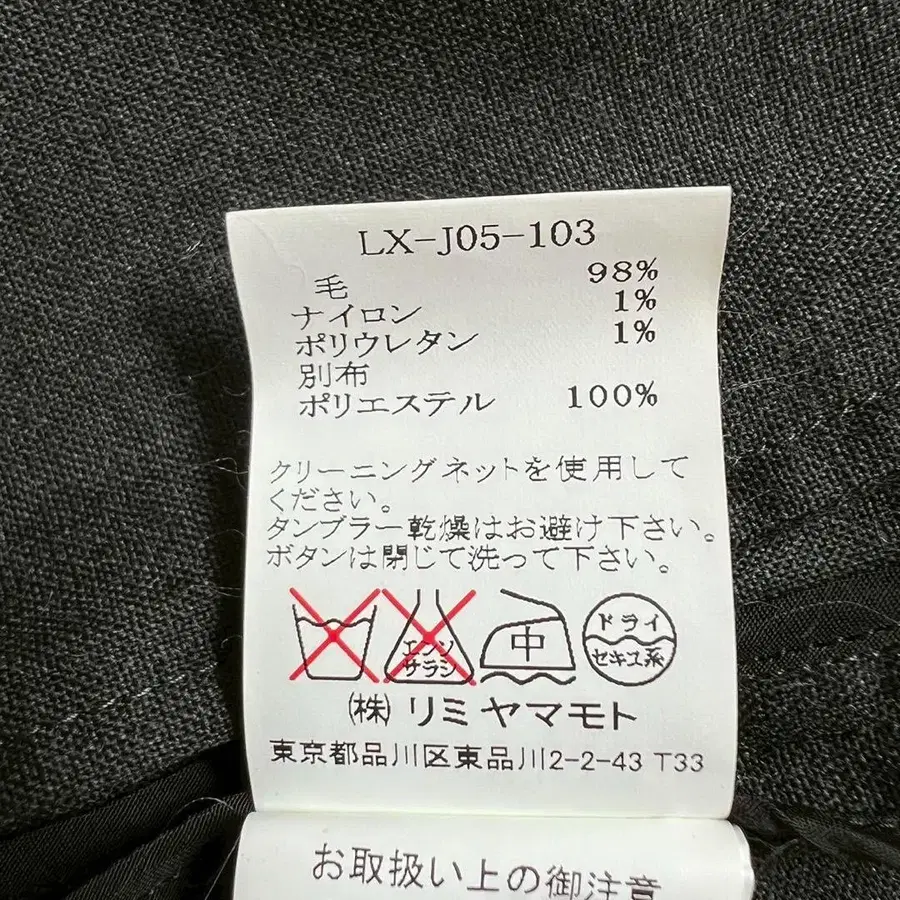 LX-J05-103
毛 98%
ナイロン 1%
ポリウレタン 1%
別布
ポリエステル 100%
クリーニングネットを使用して
ください。
タンブラー乾燥はお避け下さい。
ボタンは閉じて洗って下さい。
エンソ
サラシ
中
ドライ
セキユ系
㈱ リミヤマモト
東京都品川区東品川2-2-43 T33
お取扱い上の御注意